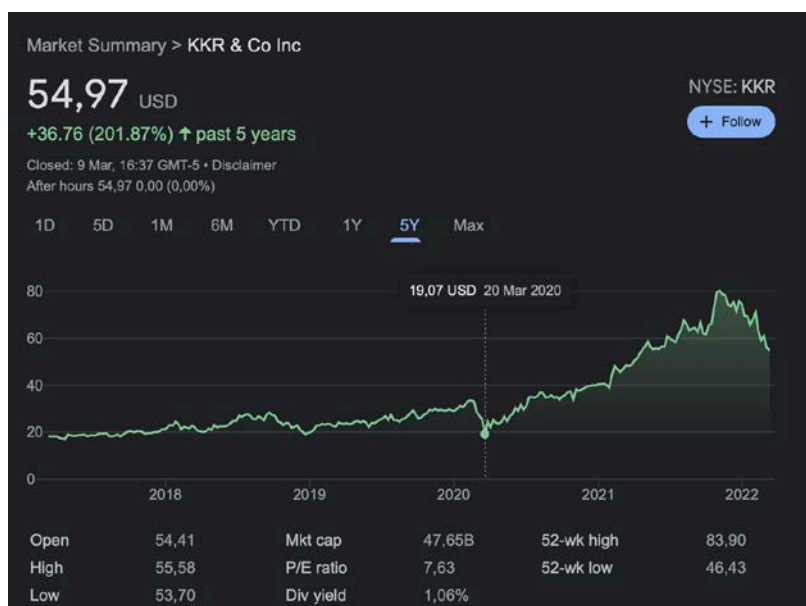 Market Summary > KKR & Co Inc
54,97 USD
NYSE: KKR
+36.76 (201.87%) ↑ past 5 years
+ Follow
Closed: 9 Mar, 16:37 GMT-5 • Disclaimer
After hours 54,97 0,00 (0,00%)
1D 5D 1M 6M YTD 1Y 5Y Max
19,07 USD 20 Mar 2020
80
60
40
20
0
2018 2019 2020 2021 2022
Open 54,41 Mkt cap 47,65B 52-wk high 83,90
High 55,58 P/E ratio 7,63 52-wk low 46,43
Low 53,70 Div yield 1,06%